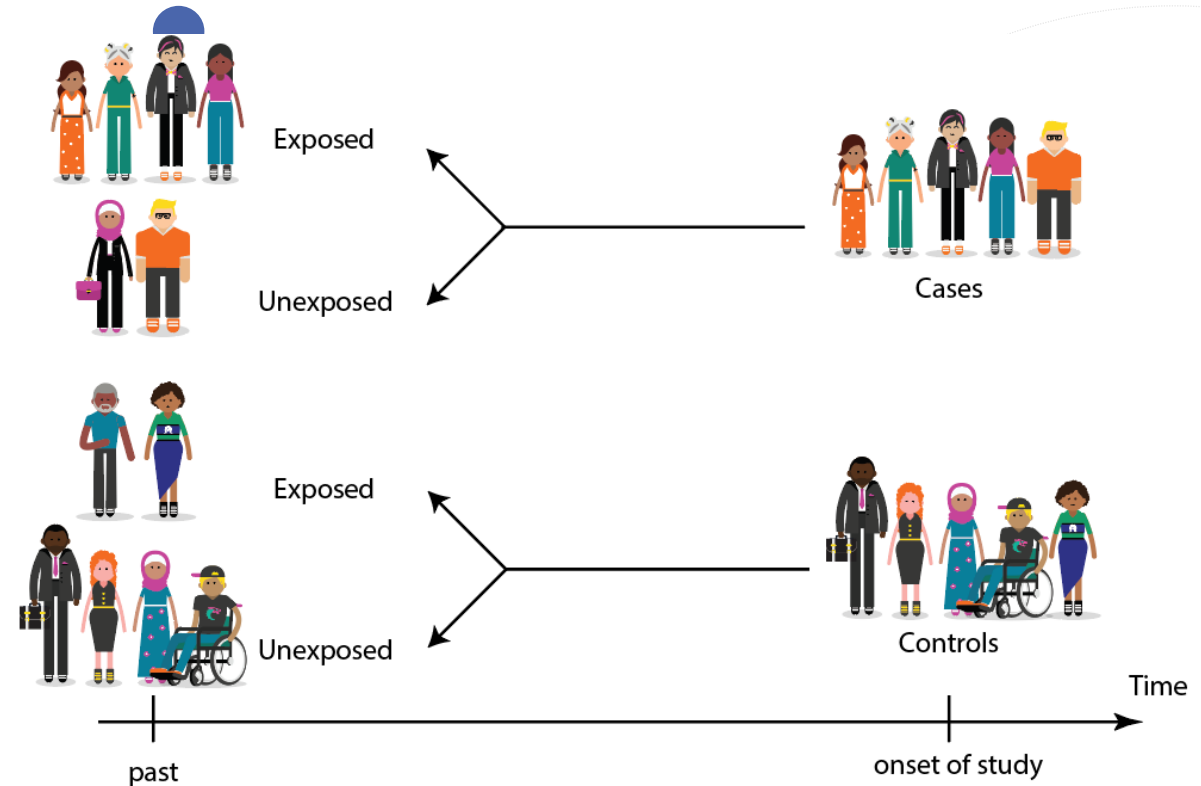 Exposed
Unexposed
Cases
Exposed
Unexposed
Controls
Time
past
onset of study